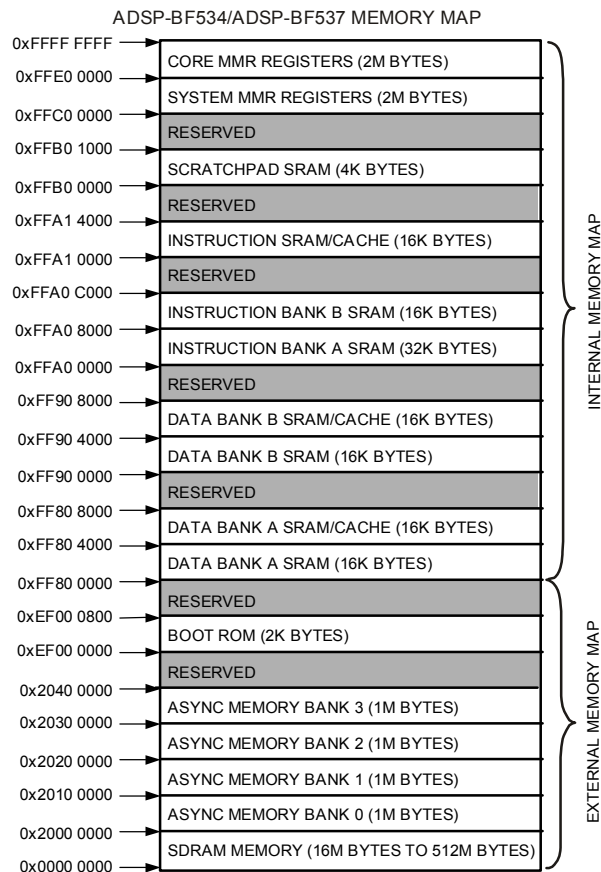 ADSP-BF534/ADSP-BF537 MEMORY MAP
0xFFFF FFFF
CORE MMR REGISTERS (2M BYTES)
0xFFE0 0000
SYSTEM MMR REGISTERS (2M BYTES)
0xFFC0 0000
RESERVED
0xFFB0 1000
SCRATCHPAD SRAM (4K BYTES)
0xFFB0 0000
RESERVED
0xFFA1 4000
INSTRUCTION SRAM/CACHE (16K BYTES)
0xFFA1 0000
RESERVED
0xFFA0 C000
INSTRUCTION BANK B SRAM (16K BYTES)
0xFFA0 8000
INSTRUCTION BANK A SRAM (32K BYTES)
0xFFA0 0000
RESERVED
0xFF90 8000
DATA BANK B SRAM/CACHE (16K BYTES)
0xFF90 4000
DATA BANK B SRAM (16K BYTES)
0xFF90 0000
RESERVED
0xFF80 8000
DATA BANK A SRAM/CACHE (16K BYTES)
0xFF80 4000
DATA BANK A SRAM (16K BYTES)
0xFF80 0000
RESERVED
0xEF00 0800
BOOT ROM (2K BYTES)
0xEF00 0000
RESERVED
0x2040 0000
ASYNC MEMORY BANK 3 (1M BYTES)
0x2030 0000
ASYNC MEMORY BANK 2 (1M BYTES)
0x2020 0000
ASYNC MEMORY BANK 1 (1M BYTES)
0x2010 0000
ASYNC MEMORY BANK 0 (1M BYTES)
0x2000 0000
SDRAM MEMORY (16M BYTES TO 512M BYTES)
0x0000 0000
INTERNAL MEMORY MAP
EXTERNAL MEMORY MAP